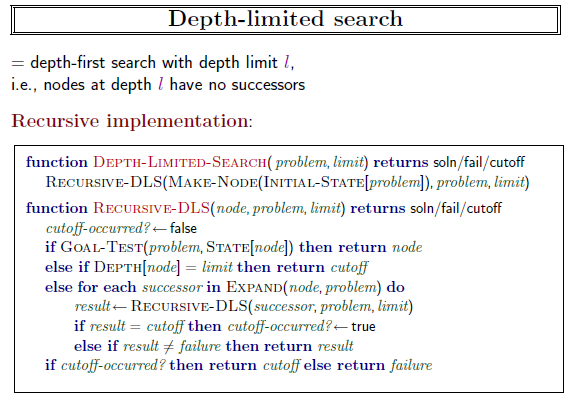 Depth-limited search
= depth-first search with depth limit l,
i.e., nodes at depth l have no successors
Recursive implementation:
function Depth-Limited-Search( problem, limit) returns soln/fail/cutoff
Recursive-DLS(Make-Node(Initial-State[problem]), problem, limit)
function Recursive-DLS(node, problem, limit) returns soln/fail/cutoff
cutoff-occurred? ← false
if Goal-Test(problem, State[node]) then return node
else if Depth[node] = limit then return cutoff
else for each successor in Expand(node, problem) do
result ← Recursive-DLS(successor, problem, limit)
if result = cutoff then cutoff-occurred? ← true
else if result ≠ failure then return result
if cutoff-occurred? then return cutoff else return failure